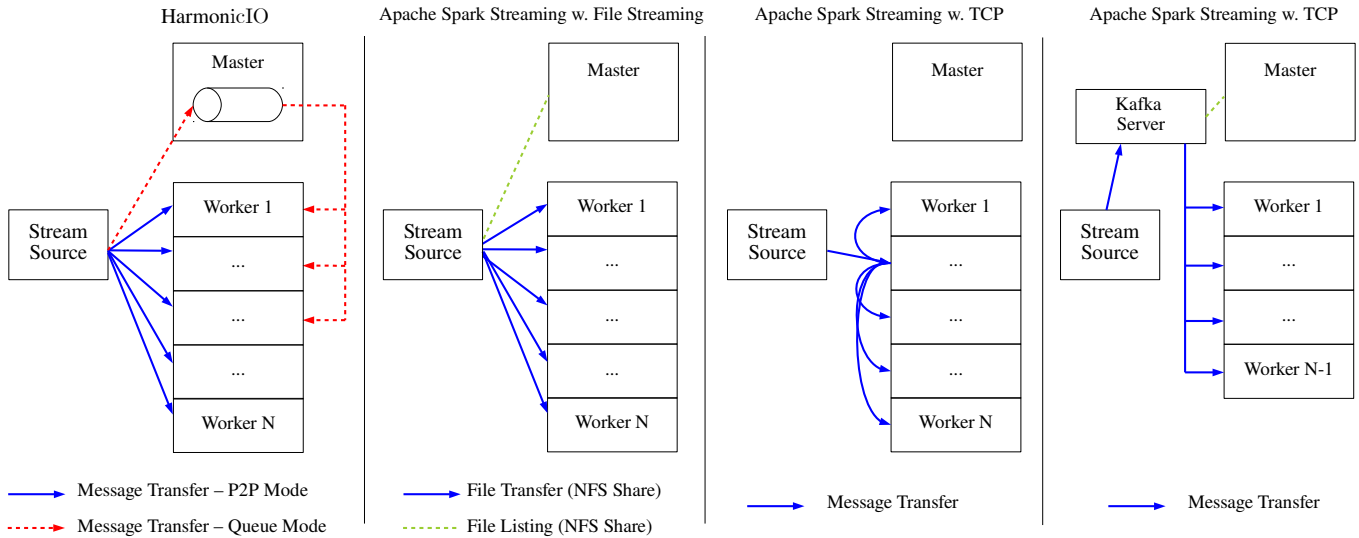 HarmonicIO
Master
Stream
Source
Worker 1
...
...
...
Worker N
Message Transfer – P2P Mode
Message Transfer – Queue Mode
Apache Spark Streaming w. File Streaming
Master
Stream
Source
Worker 1
...
...
...
Worker N
File Transfer (NFS Share)
File Listing (NFS Share)
Apache Spark Streaming w. TCP
Master
Stream
Source
Worker 1
...
...
...
Worker N
Message Transfer
Apache Spark Streaming w. TCP
Master
Kafka
Server
Stream
Source
Worker 1
...
...
Worker N-1
Message Transfer